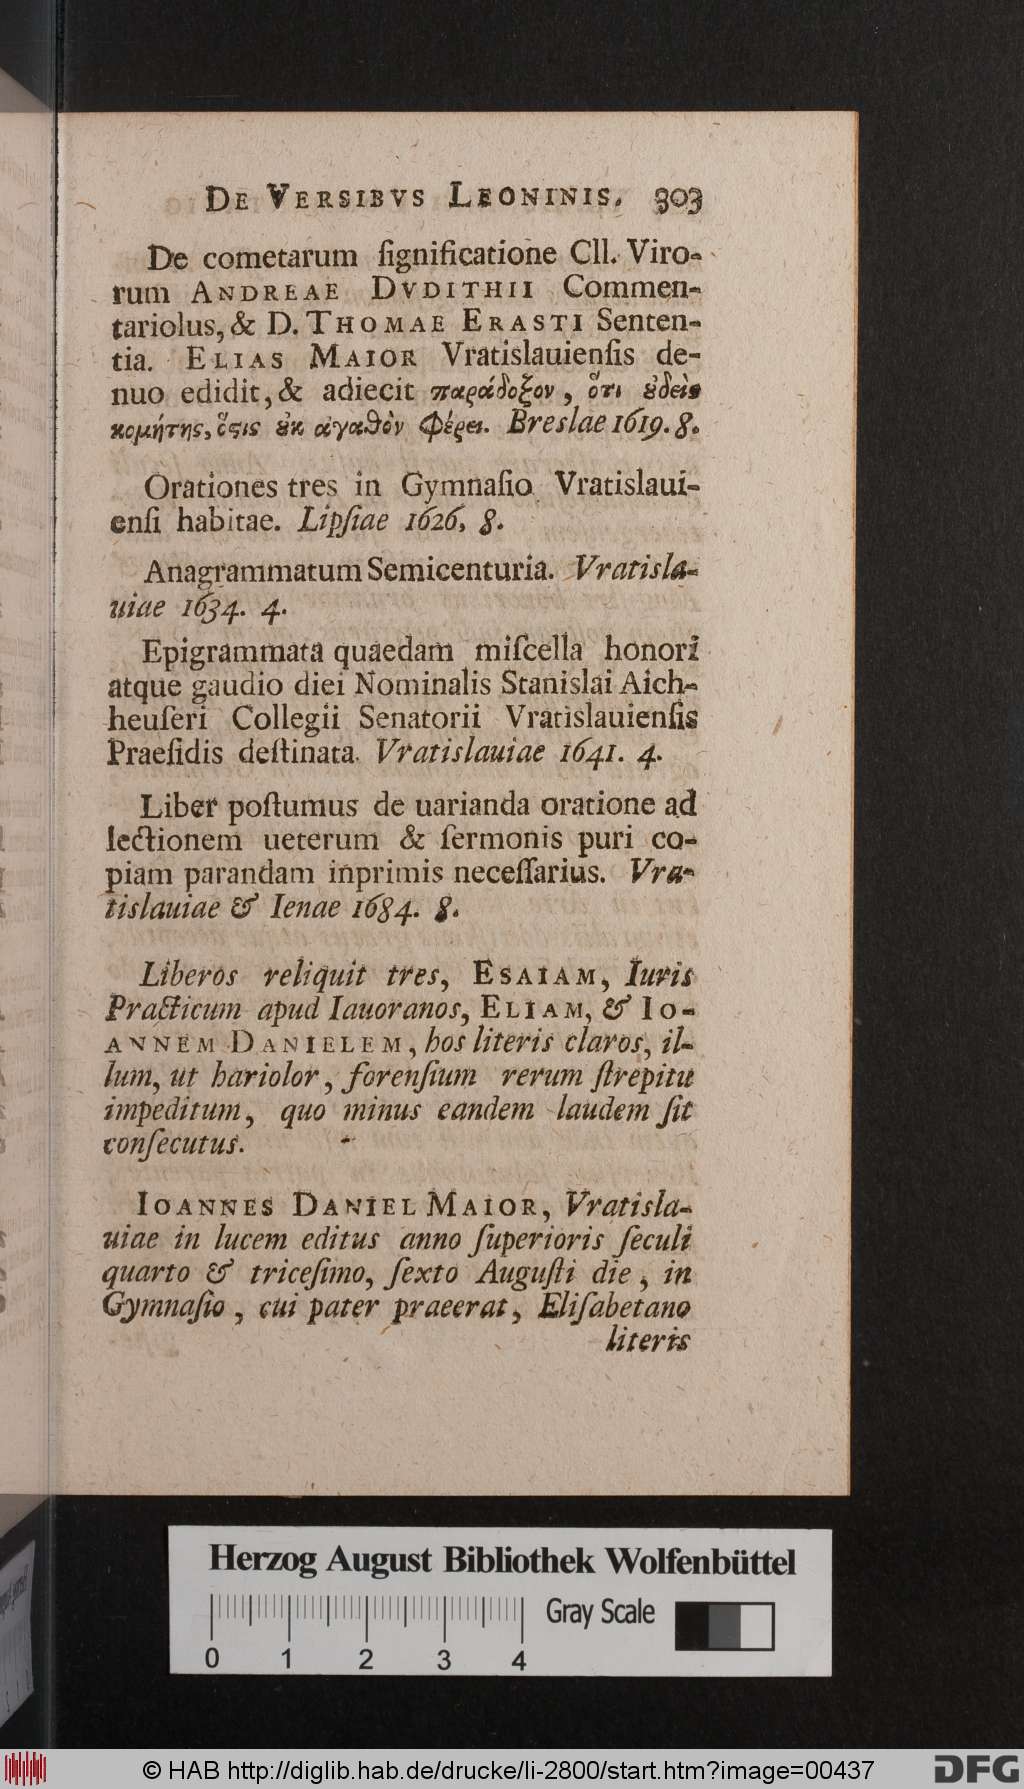 DE VERSIBVS LEONINIS. 303
De cometarum ſignificatione Cll. Viro-
rum ANDREAE DVDITHII Commen-
tariolus, & D. THOMAE ERASTI Senten-
tia. ELIAS MAIOR Vratislauienſis de-
nuo edidit, & adiecit παράδοξον, ὅτι ȣ̓δεὶς
κομήτης, ὅϛις ȣ̓κ ἀγαθὸν φέρει. Breslae 1619. 8.
Orationes tres in Gymnaſio Vratislaui-
enſi habitae. Lipſiae 1626, 8.
Anagrammatum Semicenturia. Vratisla-
uiae 1634. 4.
Epigrammata quaedam miſcella honori
atque gaudio diei Nominalis Stanislai Aich-
heuſeri Collegii Senatorii Vratislauienſis
Praeſidis deſtinata. Vratislauiae 1641. 4.
Liber poſtumus de uarianda oratione ad
lectionem ueterum & ſermonis puri co-
piam parandam inprimis neceſſarius. Vra-
tislauiae & Ienae 1684. 8.
Liberos reliquit tres, ESAIAM, Iuris
Practicum apud Iauoranos, ELIAM, & IO-
ANNEM DANIELEM, hos literis claros, il-
lum, ut hariolor, forenſium rerum ſtrepitu
impeditum, quo minus eandem laudem ſit
conſecutus.
IOANNES DANIEL MAIOR, Vratisla-
uiae in lucem editus anno ſuperioris ſeculi
quarto & triceſimo, ſexto Auguſti die, in
Gymnaſio, cui pater praeerat, Eliſabetano
literis
Herzog August Bibliothek Wolfenbüttel
Gray Scale
0 1 2 3 4
© HAB http://diglib.hab.de/drucke/li-2800/start.htm?image=00437
DFG